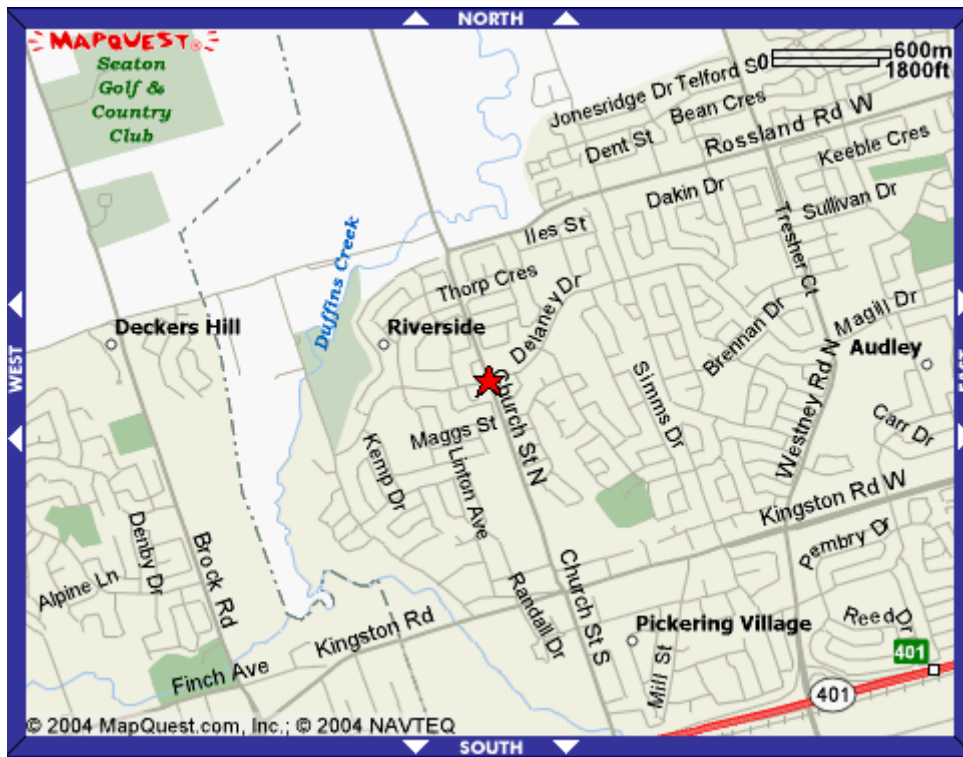 NORTH
MAPQUEST
Seaton
Golf &
Country
Club
0 600m
1800ft
Jonesridge Dr
Telford S
Bean Cres
Dent St
Rossland Rd W
Keeble Cres
Dakin Dr
Sullivan Dr
Iles St
Tresher Ct
Duffins Creek
Thorp Cres
Delaney Dr
Magill Dr
Deckers Hill
Riverside
Brennan Dr
Audley
WEST
EAST
Church St N
Simms Dr
Westney Rd N
Carr Dr
Maggs St
Kemp Dr
Linton Ave
Kingston Rd W
Denby Dr
Brock Rd
Pembry Dr
Alpine Ln
Randall Dr
Church St S
Kingston Rd
Pickering Village
Reed Dr
401
Finch Ave
Mill St
401
© 2004 MapQuest.com, Inc.; © 2004 NAVTEQ
SOUTH